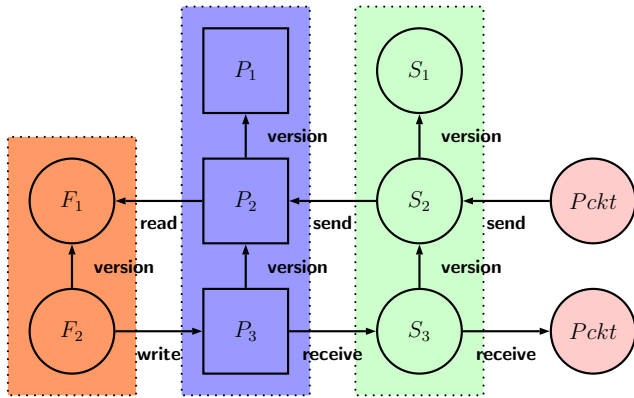 P₁ S₁
version version
F₁ P₂ S₂ Pckt
read send send
version version version
F₂ P₃ S₃ Pckt
write receive receive